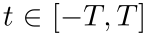 t ∈ [−T, T]